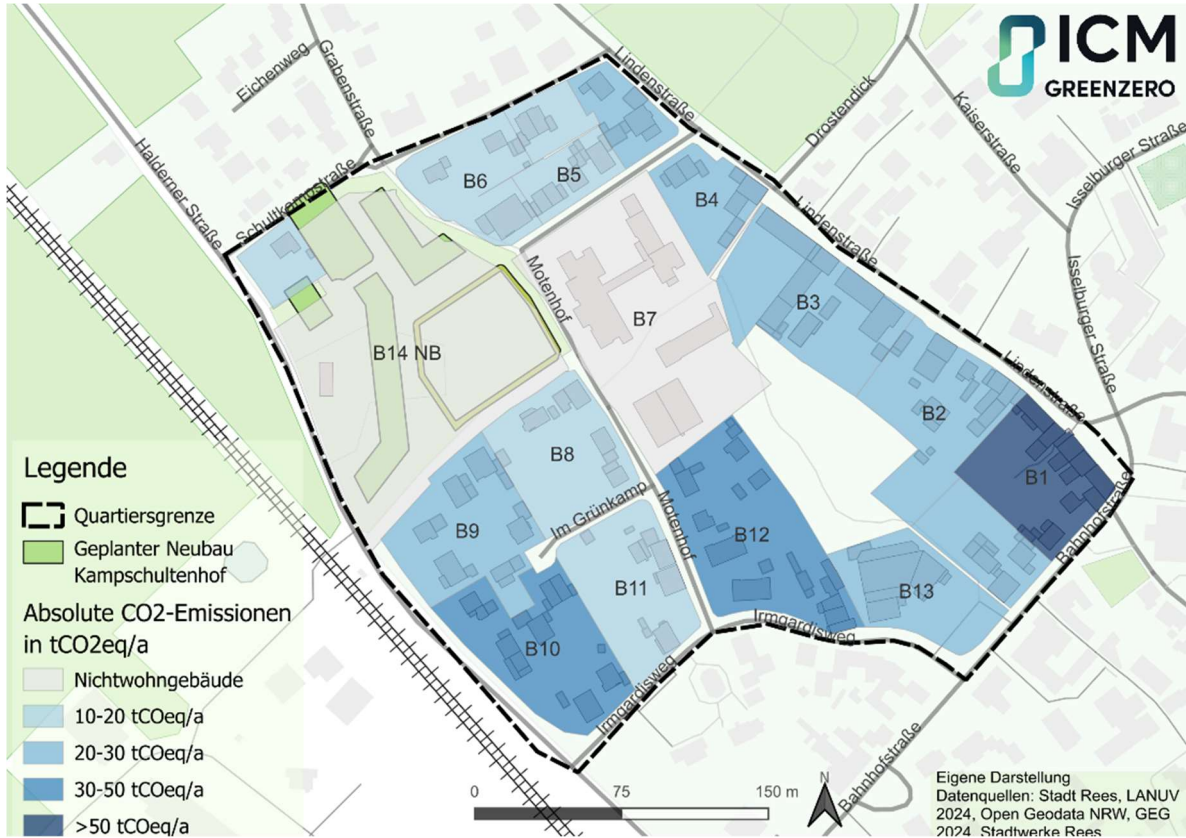 ICM
GREENZERO
Eichenweg
Grabenstraße
Lindenstraße
Drostendick
Kaiserstraße
Isselburger Straße
Halderner Straße
Schultkampstraße
B6
B5
B4
Lindenstraße
Isselburger Straße
Motenhof
B7
B3
B14 NB
Lindenstraße
B2
B8
B1
Bahnhofstraße
Im Grünkamp
Motenhof
B9
B12
B11
B13
B10
Irmgardisweg
Irmgardisweg
Bahnhofstraße
Legende
Quartiersgrenze
Geplanter Neubau
Kampschultenhof
Absolute CO2-Emissionen
in tCO2eq/a
Nichtwohngebäude
10-20 tCOeq/a
20-30 tCOeq/a
30-50 tCOeq/a
>50 tCOeq/a
0 75 150 m
N
Eigene Darstellung
Datenquellen: Stadt Rees, LANUV
2024, Open Geodata NRW, GEG
2024, Stadtwerke Rees